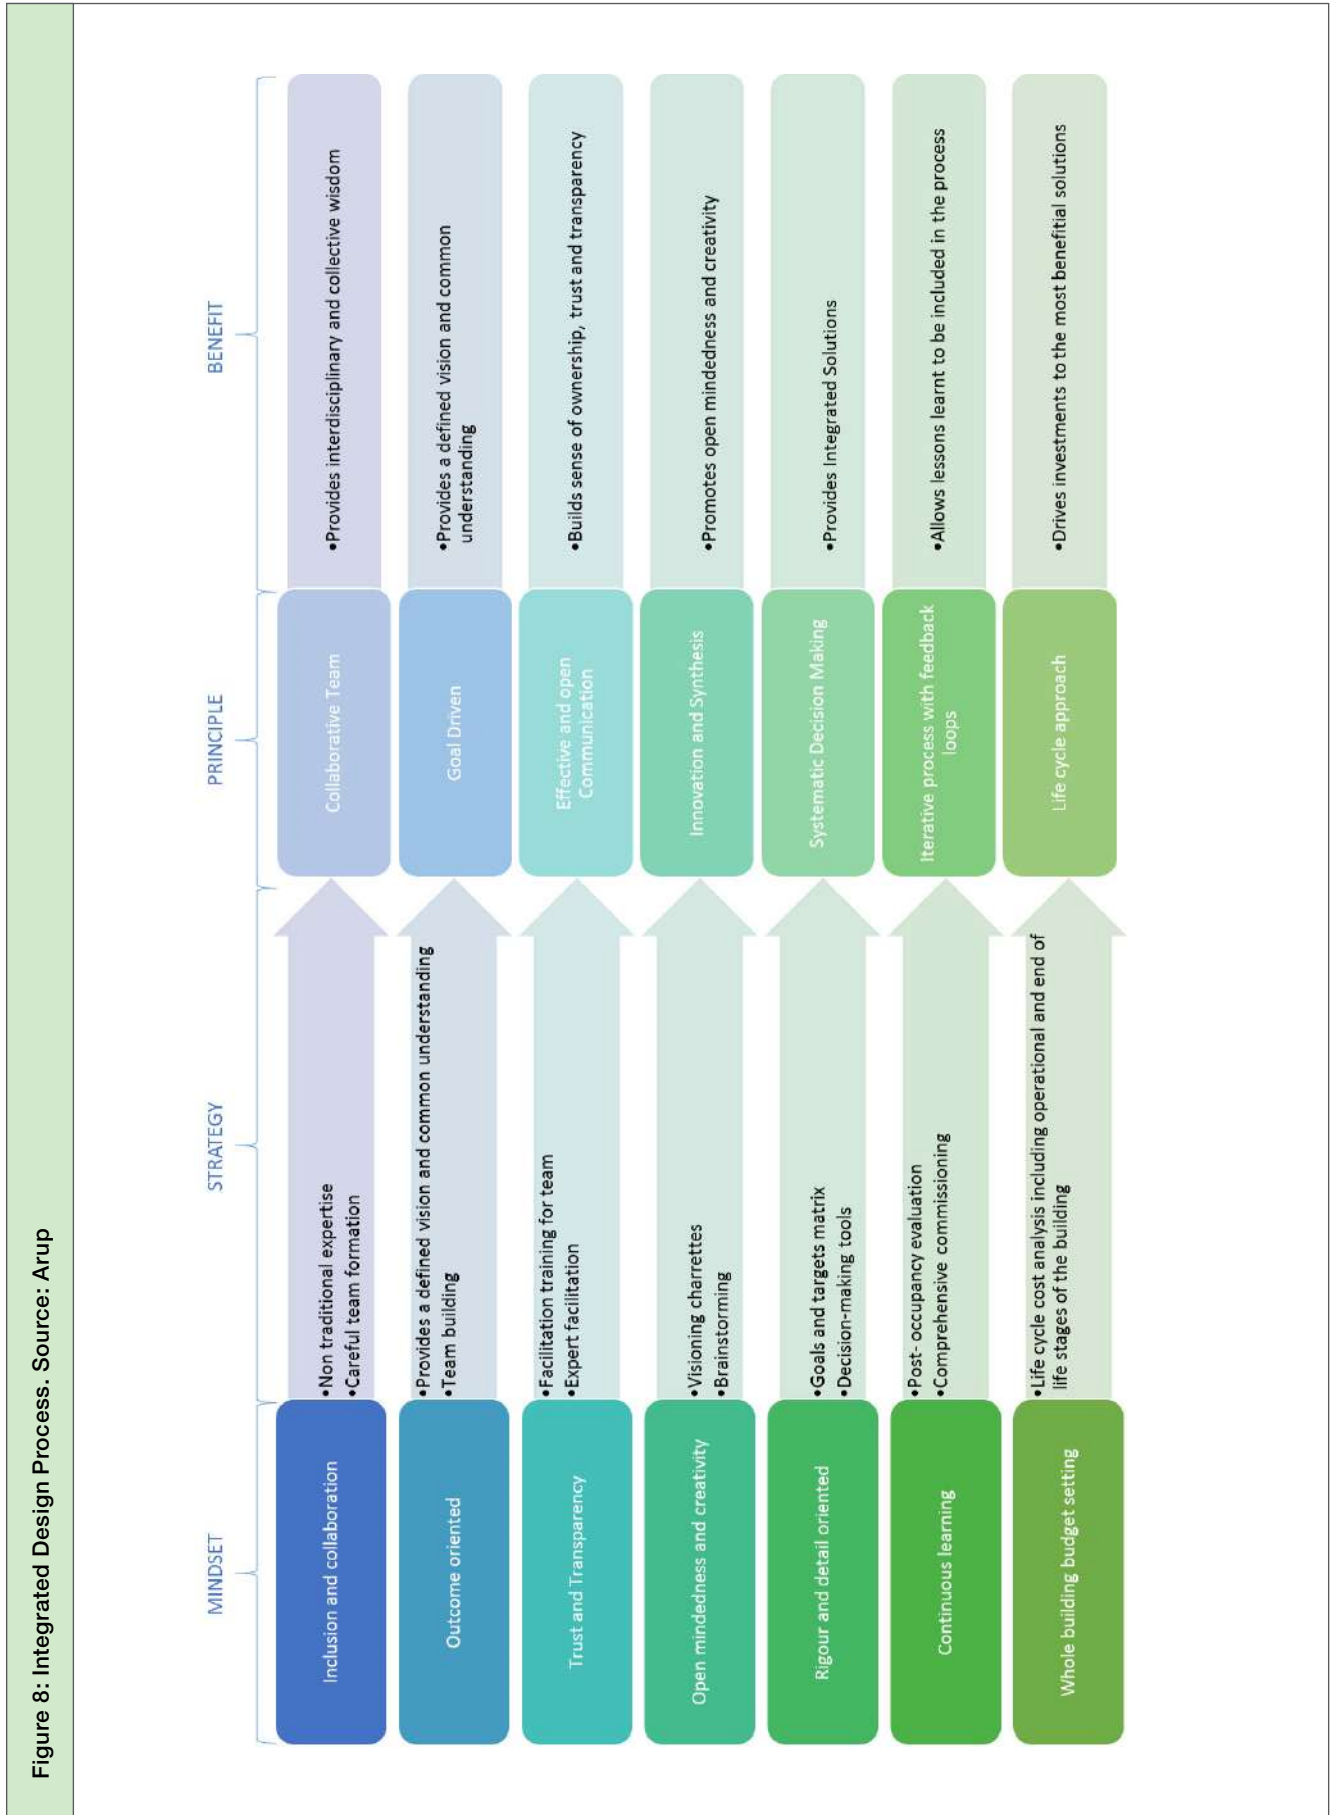 Figure 8: Integrated Design Process. Source: Arup
MINDSET
STRATEGY
PRINCIPLE
BENEFIT
Inclusion and collaboration
•Non traditional expertise
•Careful team formation
Collaborative Team
•Provides interdisciplinary and collective wisdom
Outcome oriented
•Provides a defined vision and common understanding
•Team building
Goal Driven
•Provides a defined vision and common
understanding
Trust and Transparency
•Facilitation training for team
•Expert facilitation
Effective and open
Communication
•Builds sense of ownership, trust and transparency
Open mindedness and creativity
•Visioning charrettes
•Brainstorming
Innovation and Synthesis
•Promotes open mindedness and creativity
Rigour and detail oriented
•Goals and targets matrix
•Decision-making tools
Systematic Decision Making
•Provides Integrated Solutions
Continuous learning
•Post- occupancy evaluation
•Comprehensive commissioning
Iterative process with feedback
loops
•Allows lessons learnt to be included in the process
Whole building budget setting
•Life cycle cost analysis including operational and end of
life stages of the building
Life cycle approach
•Drives investments to the most benefitial solutions